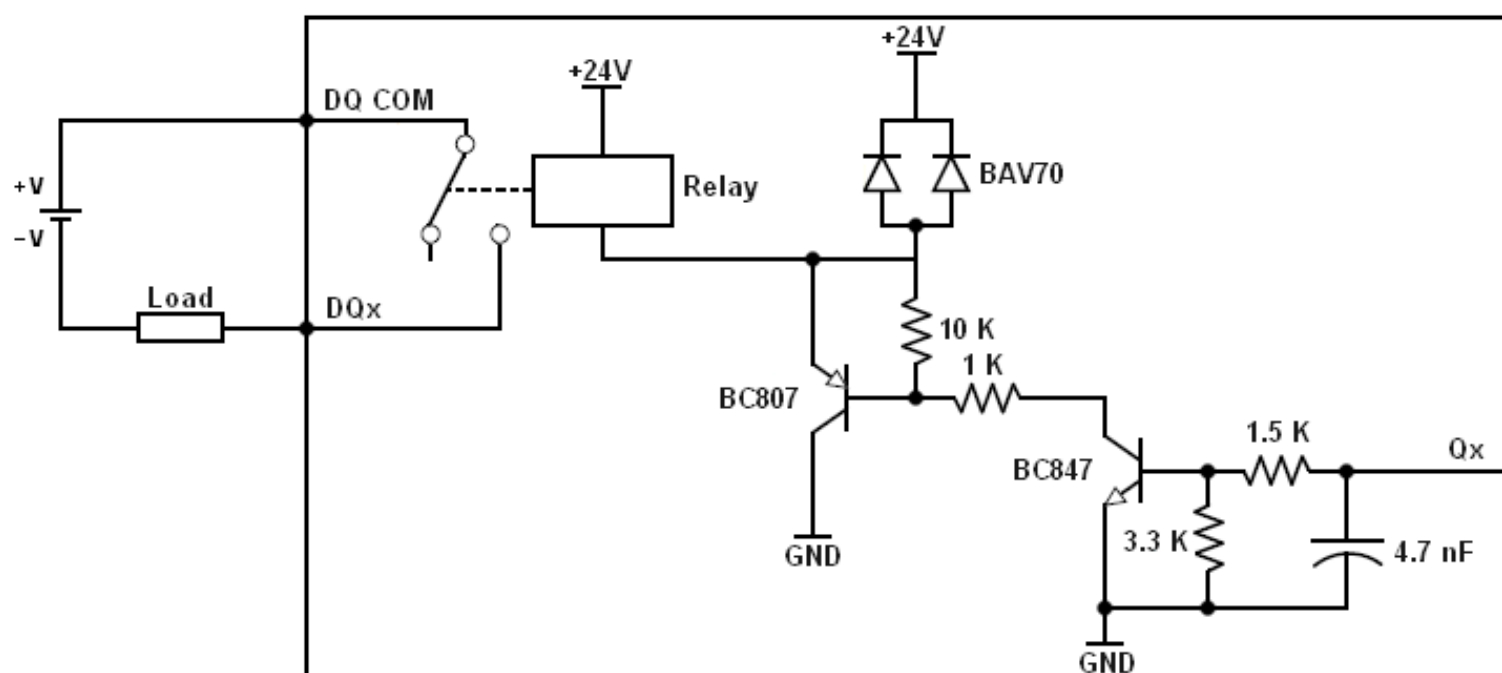 +24V
+24V
DQ COM
+V
Relay
BAV70
−V
Load
DQx
10 K
1 K
BC807
1.5 K
Qx
BC847
3.3 K
4.7 nF
GND
GND